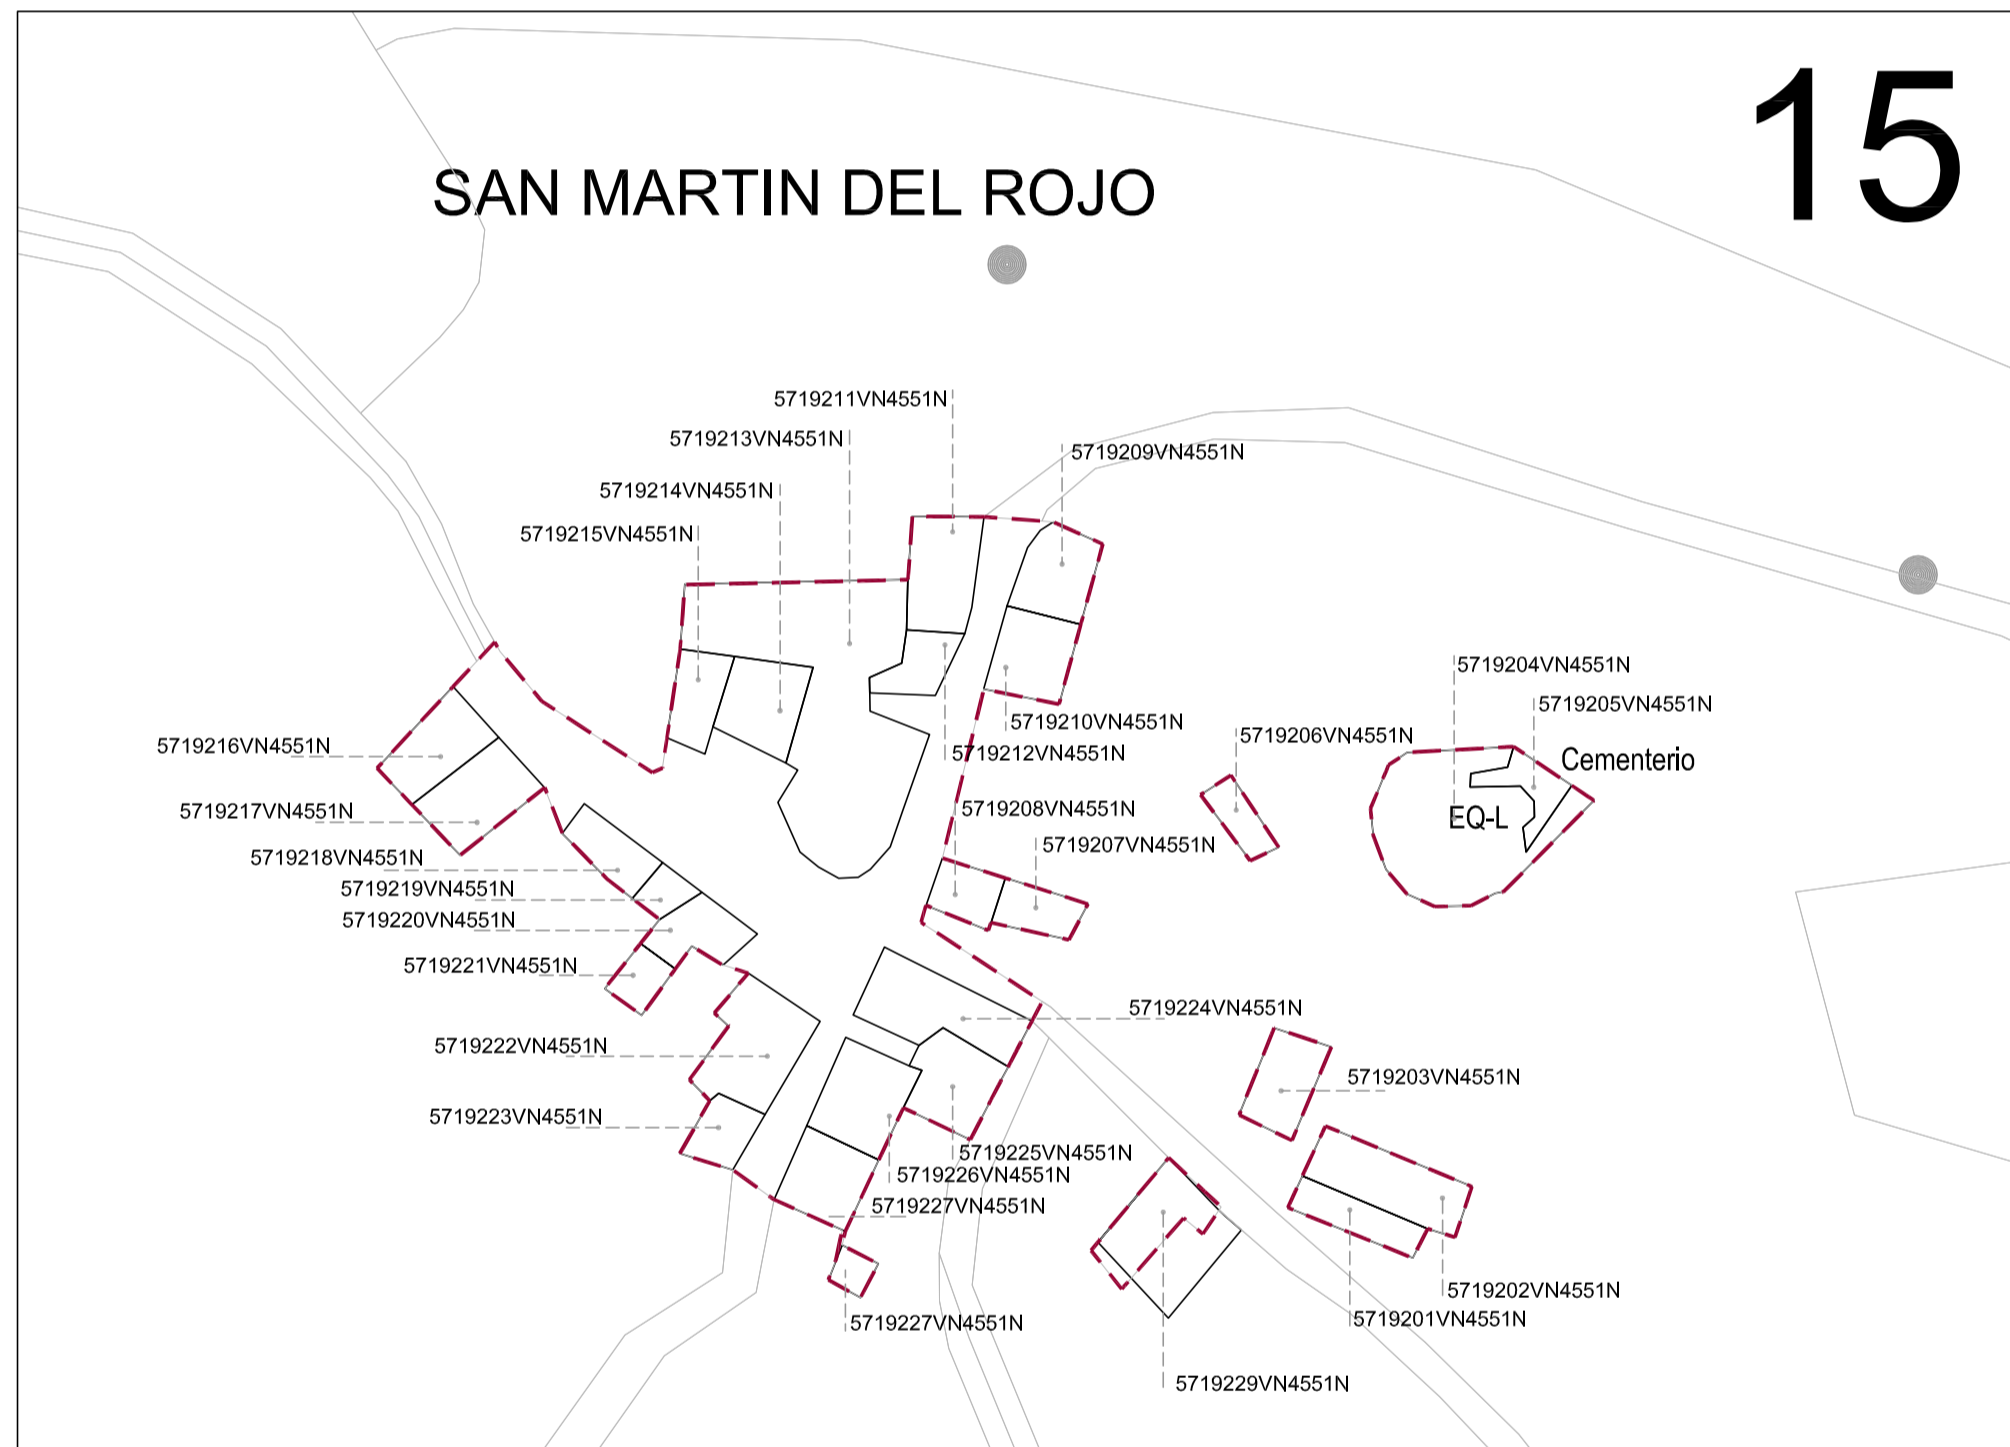 15
SAN MARTIN DEL ROJO
5719211VN4551N
5719213VN4551N
5719209VN4551N
5719214VN4551N
5719215VN4551N
5719204VN4551N
5719205VN4551N
5719210VN4551N
5719206VN4551N
5719216VN4551N
5719212VN4551N
Cementerio
5719217VN4551N
5719208VN4551N
EQ-L
5719207VN4551N
5719218VN4551N
5719219VN4551N
5719220VN4551N
5719221VN4551N
5719224VN4551N
5719222VN4551N
5719203VN4551N
5719223VN4551N
5719225VN4551N
5719226VN4551N
5719227VN4551N
5719202VN4551N
5719201VN4551N
5719227VN4551N
5719229VN4551N